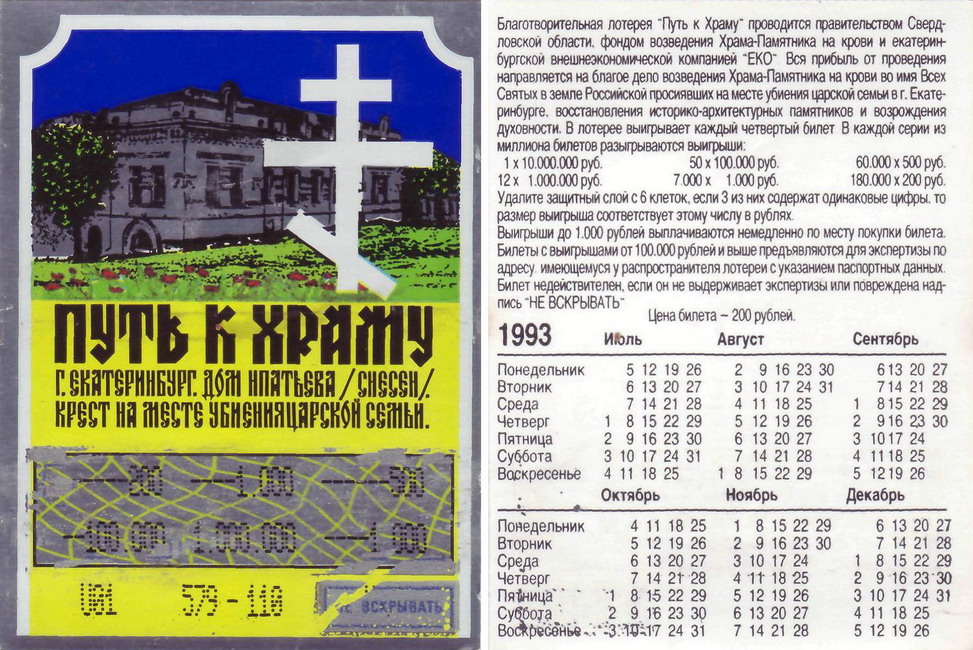 ПУТЬ К ХРАМУ
Г. ЕКАТЕРИНБУРГ. ДОМ ИПАТЬЕВА /СНЕСЕН/.
КРЕСТ НА МЕСТЕ УБИЕНИЯ ЦАРСКОЙ СЕМЬИ.
----200 --1.000 ----500
--100.000 1.000.000 ----1 000
U01 579 - 110 НЕ ВСКРЫВАТЬ
Благотворительная лотерея "Путь к Храму" проводится правительством Сверд-
ловской области, фондом возведения Храма-Памятника на крови и екатерин-
бургской внешнеэкономической компанией "ЕКО" Вся прибыль от проведения
направляется на благое дело возведения Храма-Памятника на крови во имя Всех
Святых в земле Российской просиявших на месте убиения царской семьи в г. Екате-
ринбурге, восстановления историко-архитектурных памятников и возрождения
духовности. В лотерее выигрывает каждый четвертый билет В каждой серии из
миллиона билетов разыгрываются выигрыши:
1 x 10.000.000 руб. 50 x 100.000 руб. 60.000 x 500 руб.
12 x 1.000.000 руб. 7.000 x 1.000 руб. 180.000 x 200 руб.
Удалите защитный слой с 6 клеток, если 3 из них содержат одинаковые цифры, то
размер выигрыша соответствует этому числу в рублях.
Выигрыши до 1.000 рублей выплачиваются немедленно по месту покупки билета.
Билеты с выигрышами от 100.000 рублей и выше предъявляются для экспертизы по
адресу, имеющемуся у распространителя лотереи с указанием паспортных данных.
Билет недействителен, если он не выдерживает экспертизы или повреждена над-
пись "НЕ ВСКРЫВАТЬ"
Цена билета – 200 рублей.
1993 Июль Август Сентябрь
Понедельник 5 12 19 26 2 9 16 23 30 6 13 20 27
Вторник 6 13 20 27 3 10 17 24 31 7 14 21 28
Среда 7 14 21 28 4 11 18 25 1 8 15 22 29
Четверг 1 8 15 22 29 5 12 19 26 2 9 16 23 30
Пятница 2 9 16 23 30 6 13 20 27 3 10 17 24
Суббота 3 10 17 24 31 7 14 21 28 4 11 18 25
Воскресенье 4 11 18 25 1 8 15 22 29 5 12 19 26
Октябрь Ноябрь Декабрь
Понедельник 4 11 18 25 1 8 15 22 29 6 13 20 27
Вторник 5 12 19 26 2 9 16 23 30 7 14 21 28
Среда 6 13 20 27 3 10 17 24 1 8 15 22 29
Четверг 7 14 21 28 4 11 18 25 2 9 16 23 30
Пятница 1 8 15 22 29 5 12 19 26 3 10 17 24 31
Суббота 2 9 16 23 30 6 13 20 27 4 11 18 25
Воскресенье 3 10 17 24 31 7 14 21 28 5 12 19 26